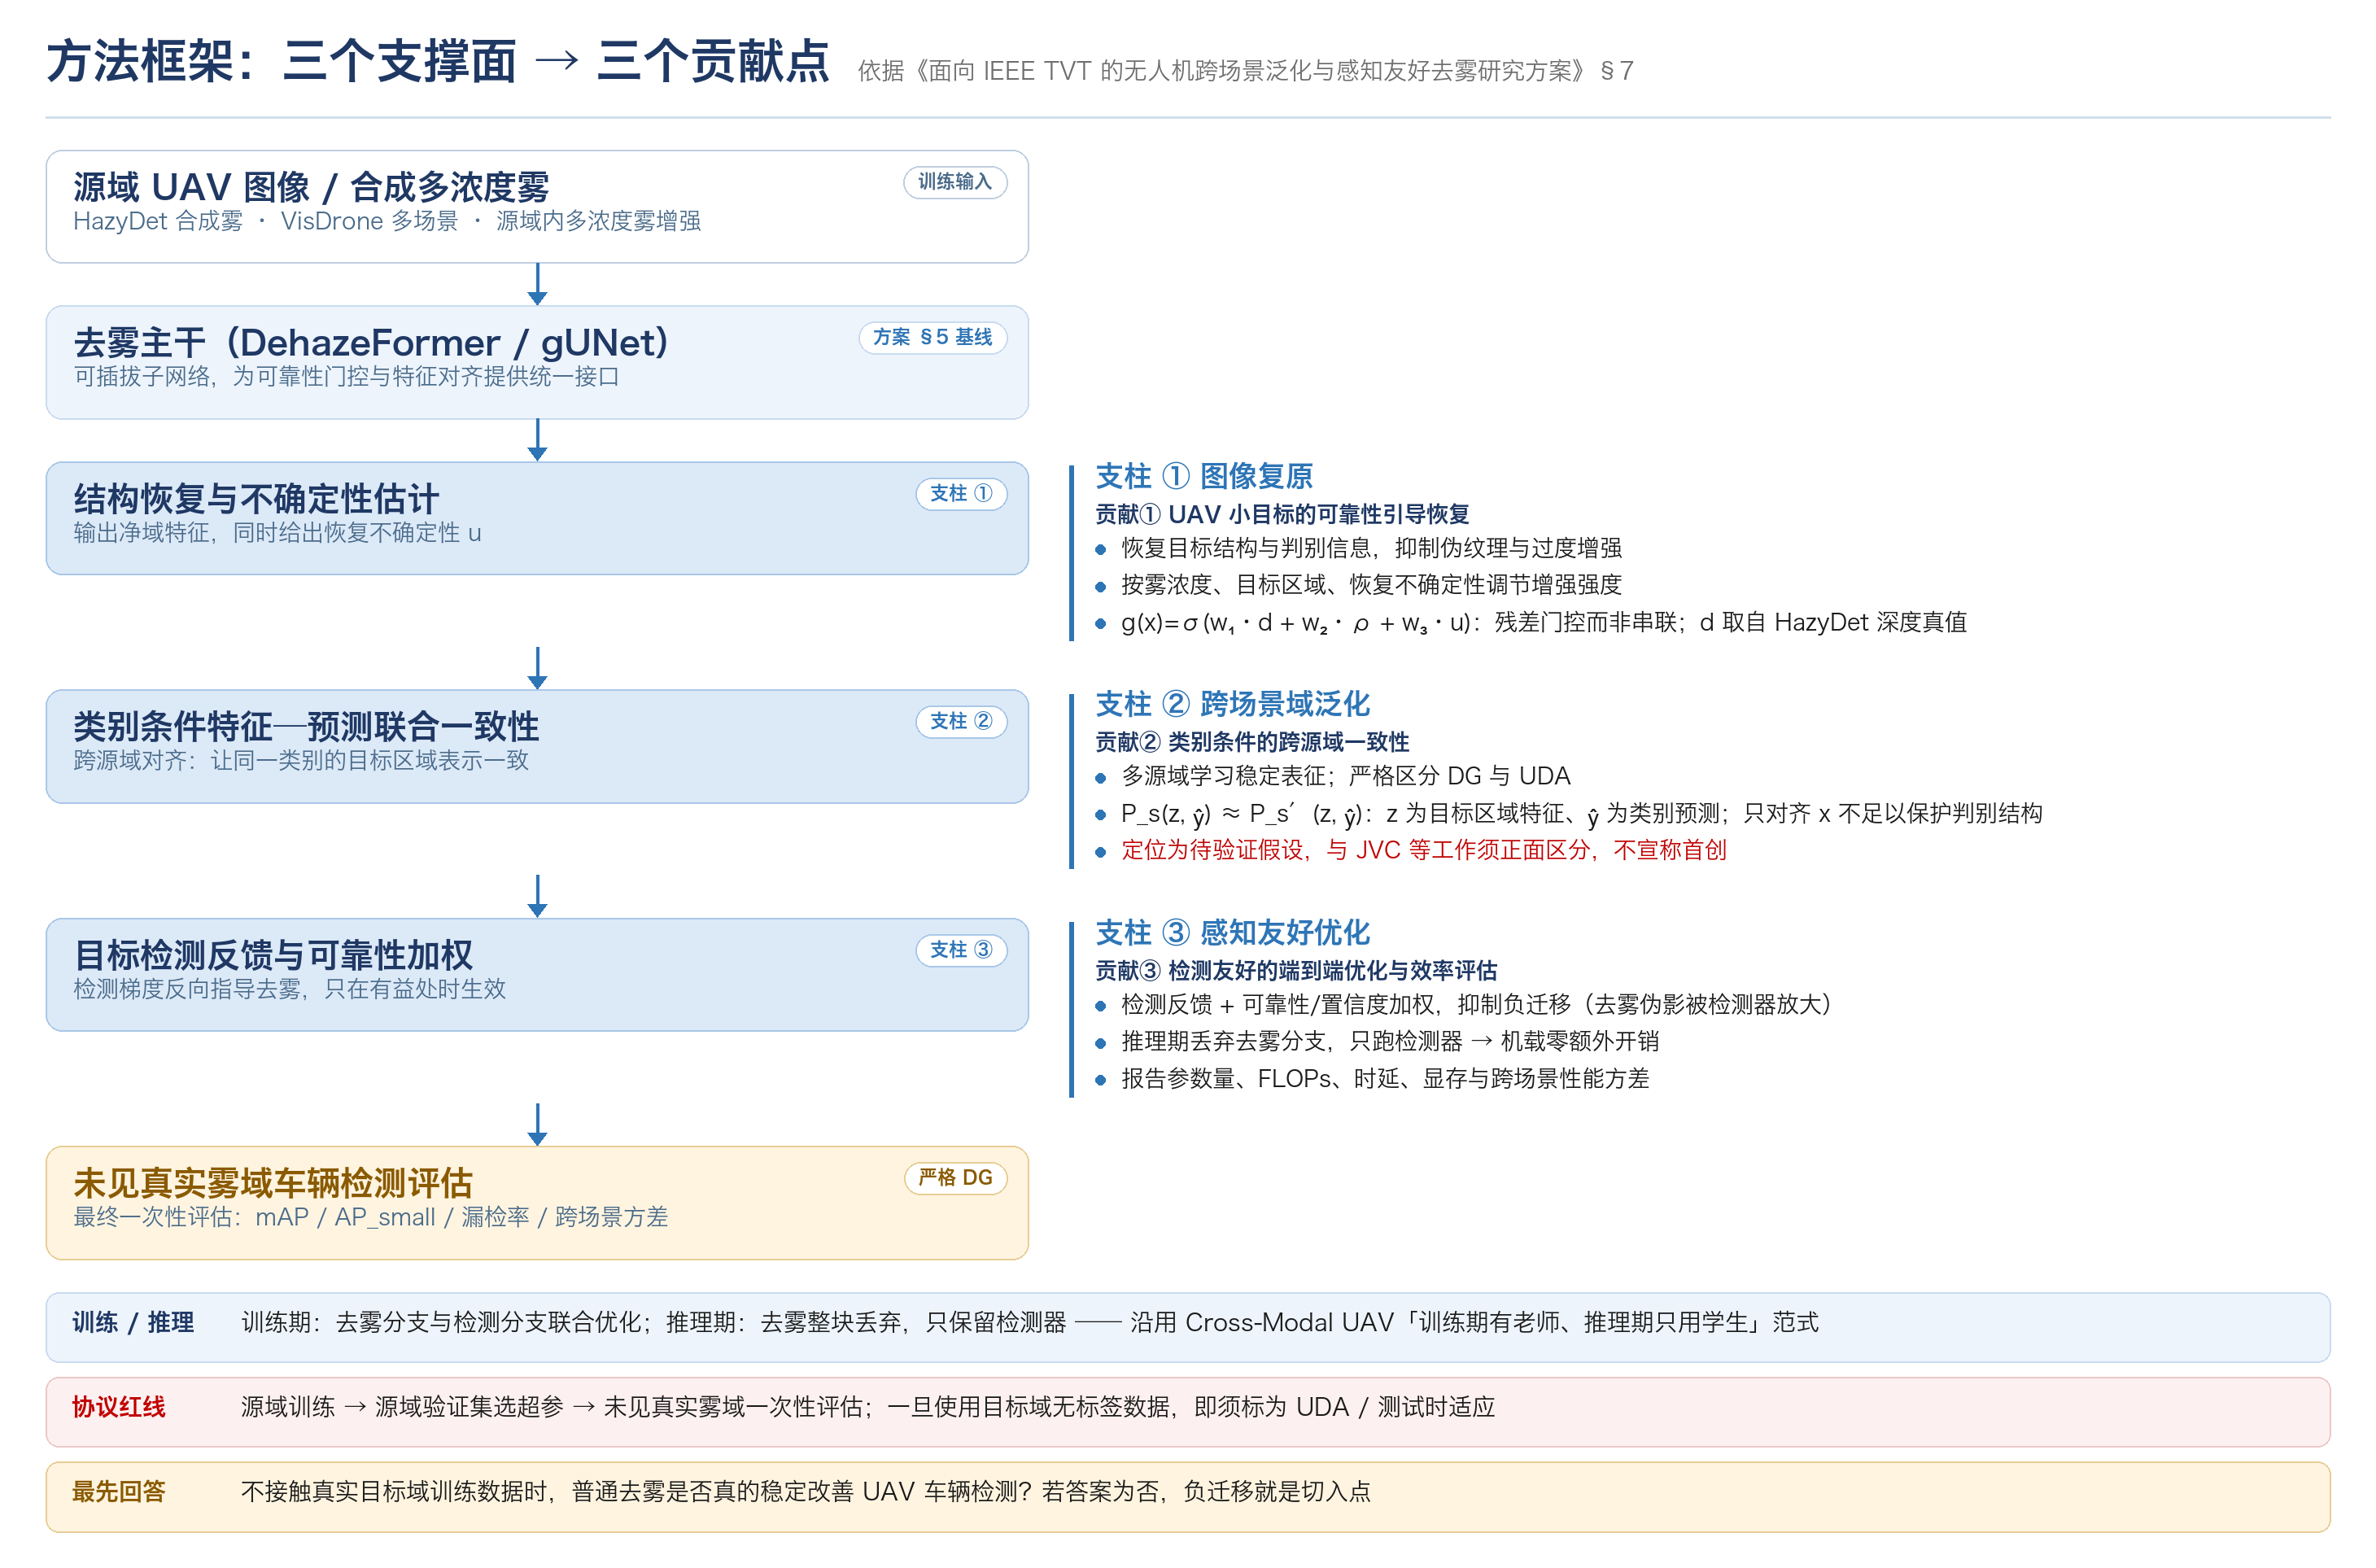 方法框架：三个支撑面 → 三个贡献点 依据《面向 IEEE TVT 的无人机跨场景泛化与感知友好去雾研究方案》§7
源域 UAV 图像 / 合成多浓度雾 训练输入
HazyDet 合成雾 · VisDrone 多场景 · 源域内多浓度雾增强
去雾主干（DehazeFormer / gUNet） 方案 §5 基线
可插拔子网络，为可靠性门控与特征对齐提供统一接口
结构恢复与不确定性估计 支柱 ①
输出净域特征，同时给出恢复不确定性 u
支柱 ① 图像复原
贡献① UAV 小目标的可靠性引导恢复
● 恢复目标结构与判别信息，抑制伪纹理与过度增强
● 按雾浓度、目标区域、恢复不确定性调节增强强度
● g(x)=σ(w₁·d + w₂·ρ + w₃·u)：残差门控而非串联；d 取自 HazyDet 深度真值
类别条件特征—预测联合一致性 支柱 ②
跨源域对齐：让同一类别的目标区域表示一致
支柱 ② 跨场景域泛化
贡献② 类别条件的跨源域一致性
● 多源域学习稳定表征；严格区分 DG 与 UDA
● P_s(z, ŷ) ≈ P_s′(z, ŷ)：z 为目标区域特征、ŷ 为类别预测；只对齐 x 不足以保护判别结构
● 定位为待验证假设，与 JVC 等工作须正面区分，不宣称首创
目标检测反馈与可靠性加权 支柱 ③
检测梯度反向指导去雾，只在有益处时生效
支柱 ③ 感知友好优化
贡献③ 检测友好的端到端优化与效率评估
● 检测反馈 + 可靠性/置信度加权，抑制负迁移（去雾伪影被检测器放大）
● 推理期丢弃去雾分支，只跑检测器 → 机载零额外开销
● 报告参数量、FLOPs、时延、显存与跨场景性能方差
未见真实雾域车辆检测评估 严格 DG
最终一次性评估：mAP / AP_small / 漏检率 / 跨场景方差
训练 / 推理 训练期：去雾分支与检测分支联合优化；推理期：去雾整块丢弃，只保留检测器 —— 沿用 Cross-Modal UAV「训练期有老师、推理期只用学生」范式
协议红线 源域训练 → 源域验证集选超参 → 未见真实雾域一次性评估；一旦使用目标域无标签数据，即须标为 UDA / 测试时适应
最先回答 不接触真实目标域训练数据时，普通去雾是否真的稳定改善 UAV 车辆检测？若答案为否，负迁移就是切入点